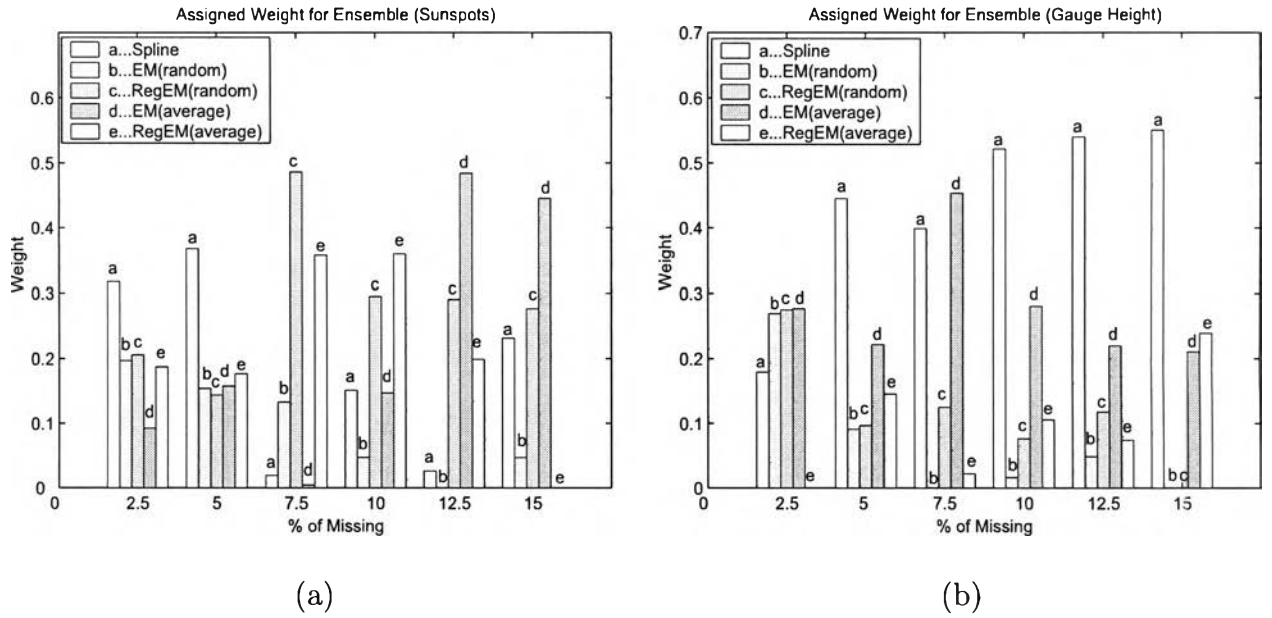 Assigned Weight for Ensemble (Sunspots)
a...Spline
b...EM(random)
c...RegEM(random)
d...EM(average)
e...RegEM(average)
0.6
0.5
0.4
0.3
0.2
0.1
0
Weight
a b c d e
a b c d e
a b c d e
a b c d e
a b c d e
a b c d e
0 2.5 5 7.5 10 12.5 15
% of Missing
(a)
Assigned Weight for Ensemble (Gauge Height)
a...Spline
b...EM(random)
c...RegEM(random)
d...EM(average)
e...RegEM(average)
0.7
0.6
0.5
0.4
0.3
0.2
0.1
0
Weight
a b c d e
a b c d e
a b c d e
a b c d e
a b c d e
a b c d e
0 2.5 5 7.5 10 12.5 15
% of Missing
(b)